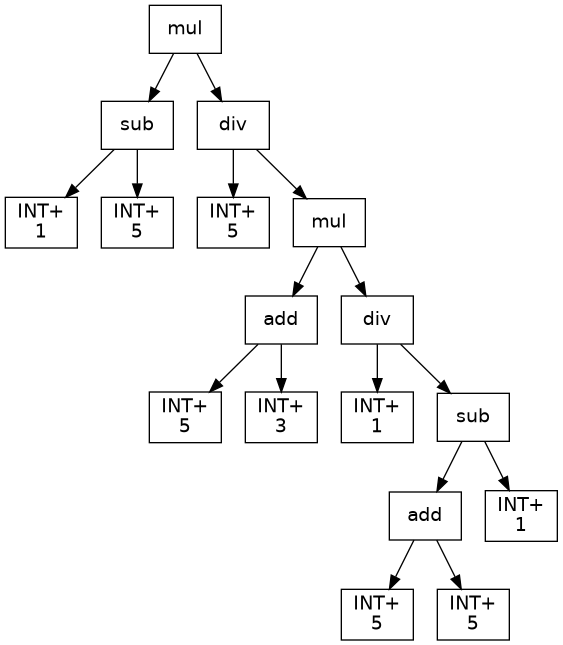 mul
sub
div
INT+
1
INT+
5
INT+
5
mul
add
div
INT+
5
INT+
3
INT+
1
sub
add
INT+
1
INT+
5
INT+
5